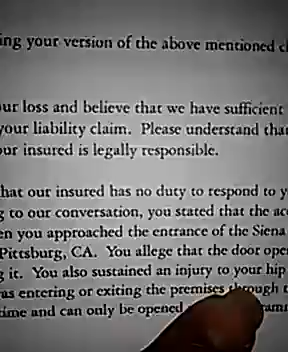 ing your version of the above mentioned cl
ur loss and believe that we have sufficient
your liability claim. Please understand tha
our insured is legally responsible.
hat our insured has no duty to respond to y
g to our conversation, you stated that the ac
en you approached the entrance of the Siena
Pittsburg, CA. You allege that the door ope
g it. You also sustained an injury to your hip
as entering or exiting the premises through t
time and can only be opened